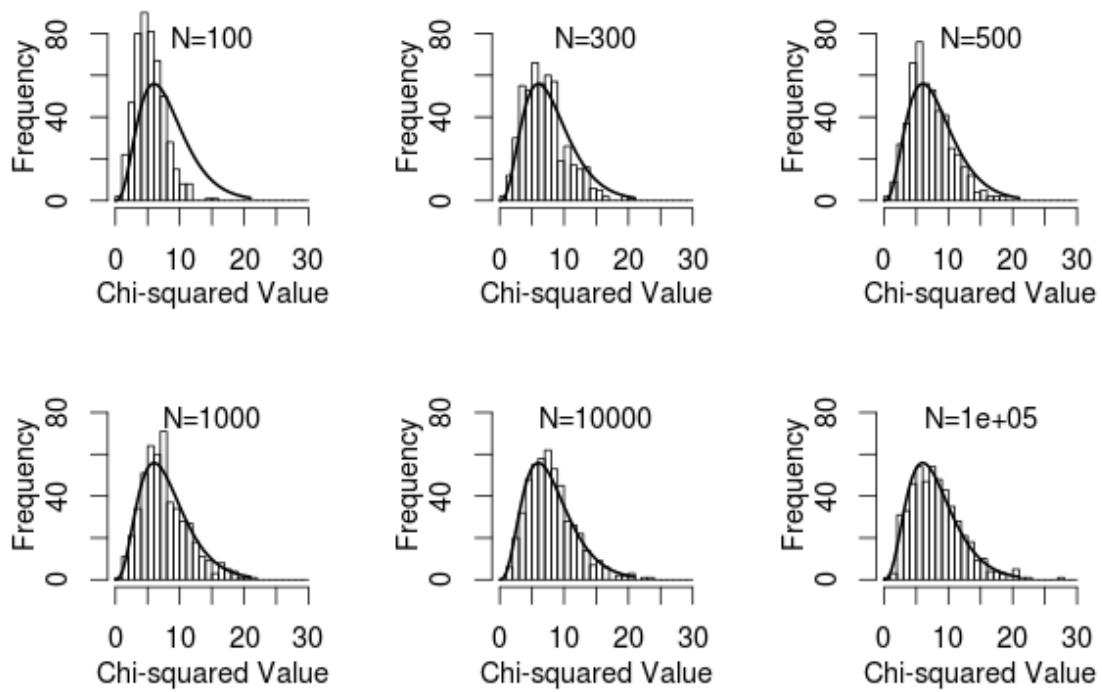 N=100
Frequency
0 40 80
0 10 20 30
Chi-squared Value
N=300
Frequency
0 40 80
0 10 20 30
Chi-squared Value
N=500
Frequency
0 40 80
0 10 20 30
Chi-squared Value
N=1000
Frequency
0 40 80
0 10 20 30
Chi-squared Value
N=10000
Frequency
0 40 80
0 10 20 30
Chi-squared Value
N=1e+05
Frequency
0 40 80
0 10 20 30
Chi-squared Value